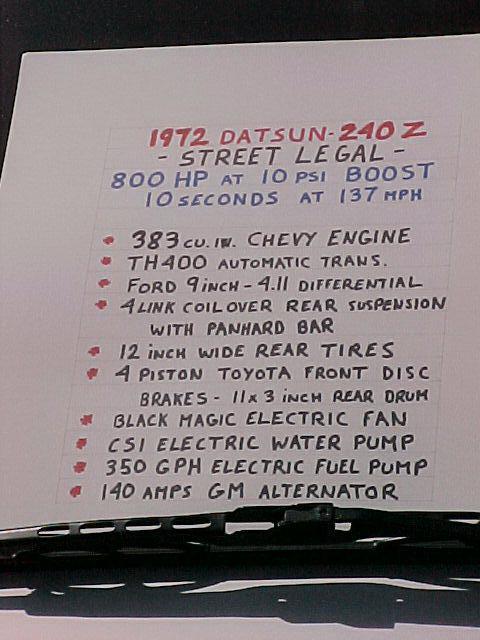 1972 DATSUN-240Z
- STREET LEGAL -
800 HP AT 10 PSI BOOST
10 SECONDS AT 137 MPH
383 CU. IN. CHEVY ENGINE
TH400 AUTOMATIC TRANS.
FORD 9 INCH - 4.11 DIFFERENTIAL
4 LINK COILOVER REAR SUSPENSION
WITH PANHARD BAR
12 INCH WIDE REAR TIRES
4 PISTON TOYOTA FRONT DISC
BRAKES - 11 x 3 INCH REAR DRUM
BLACK MAGIC ELECTRIC FAN
CSI ELECTRIC WATER PUMP
350 GPH ELECTRIC FUEL PUMP
140 AMPS GM ALTERNATOR